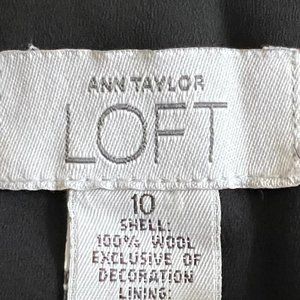 ANN TAYLOR
LOFT
10
SHELL:
100% WOOL
EXCLUSIVE OF
DECORATION
LINING: